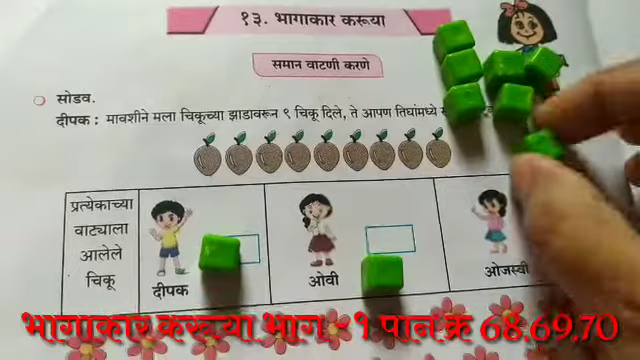 १३. भागाकार करूया
समान वाटणी करणे
सोडव.
दीपक : मावशीने मला चिकूच्या झाडावरून ९ चिकू दिले, ते आपण तिघांमध्ये
प्रत्येकाच्या
वाट्याला
आलेले
चिकू
दीपक
ओवी
ओजस्वी
भागाकार करूया भाग -१ पान क्र 68,69,70